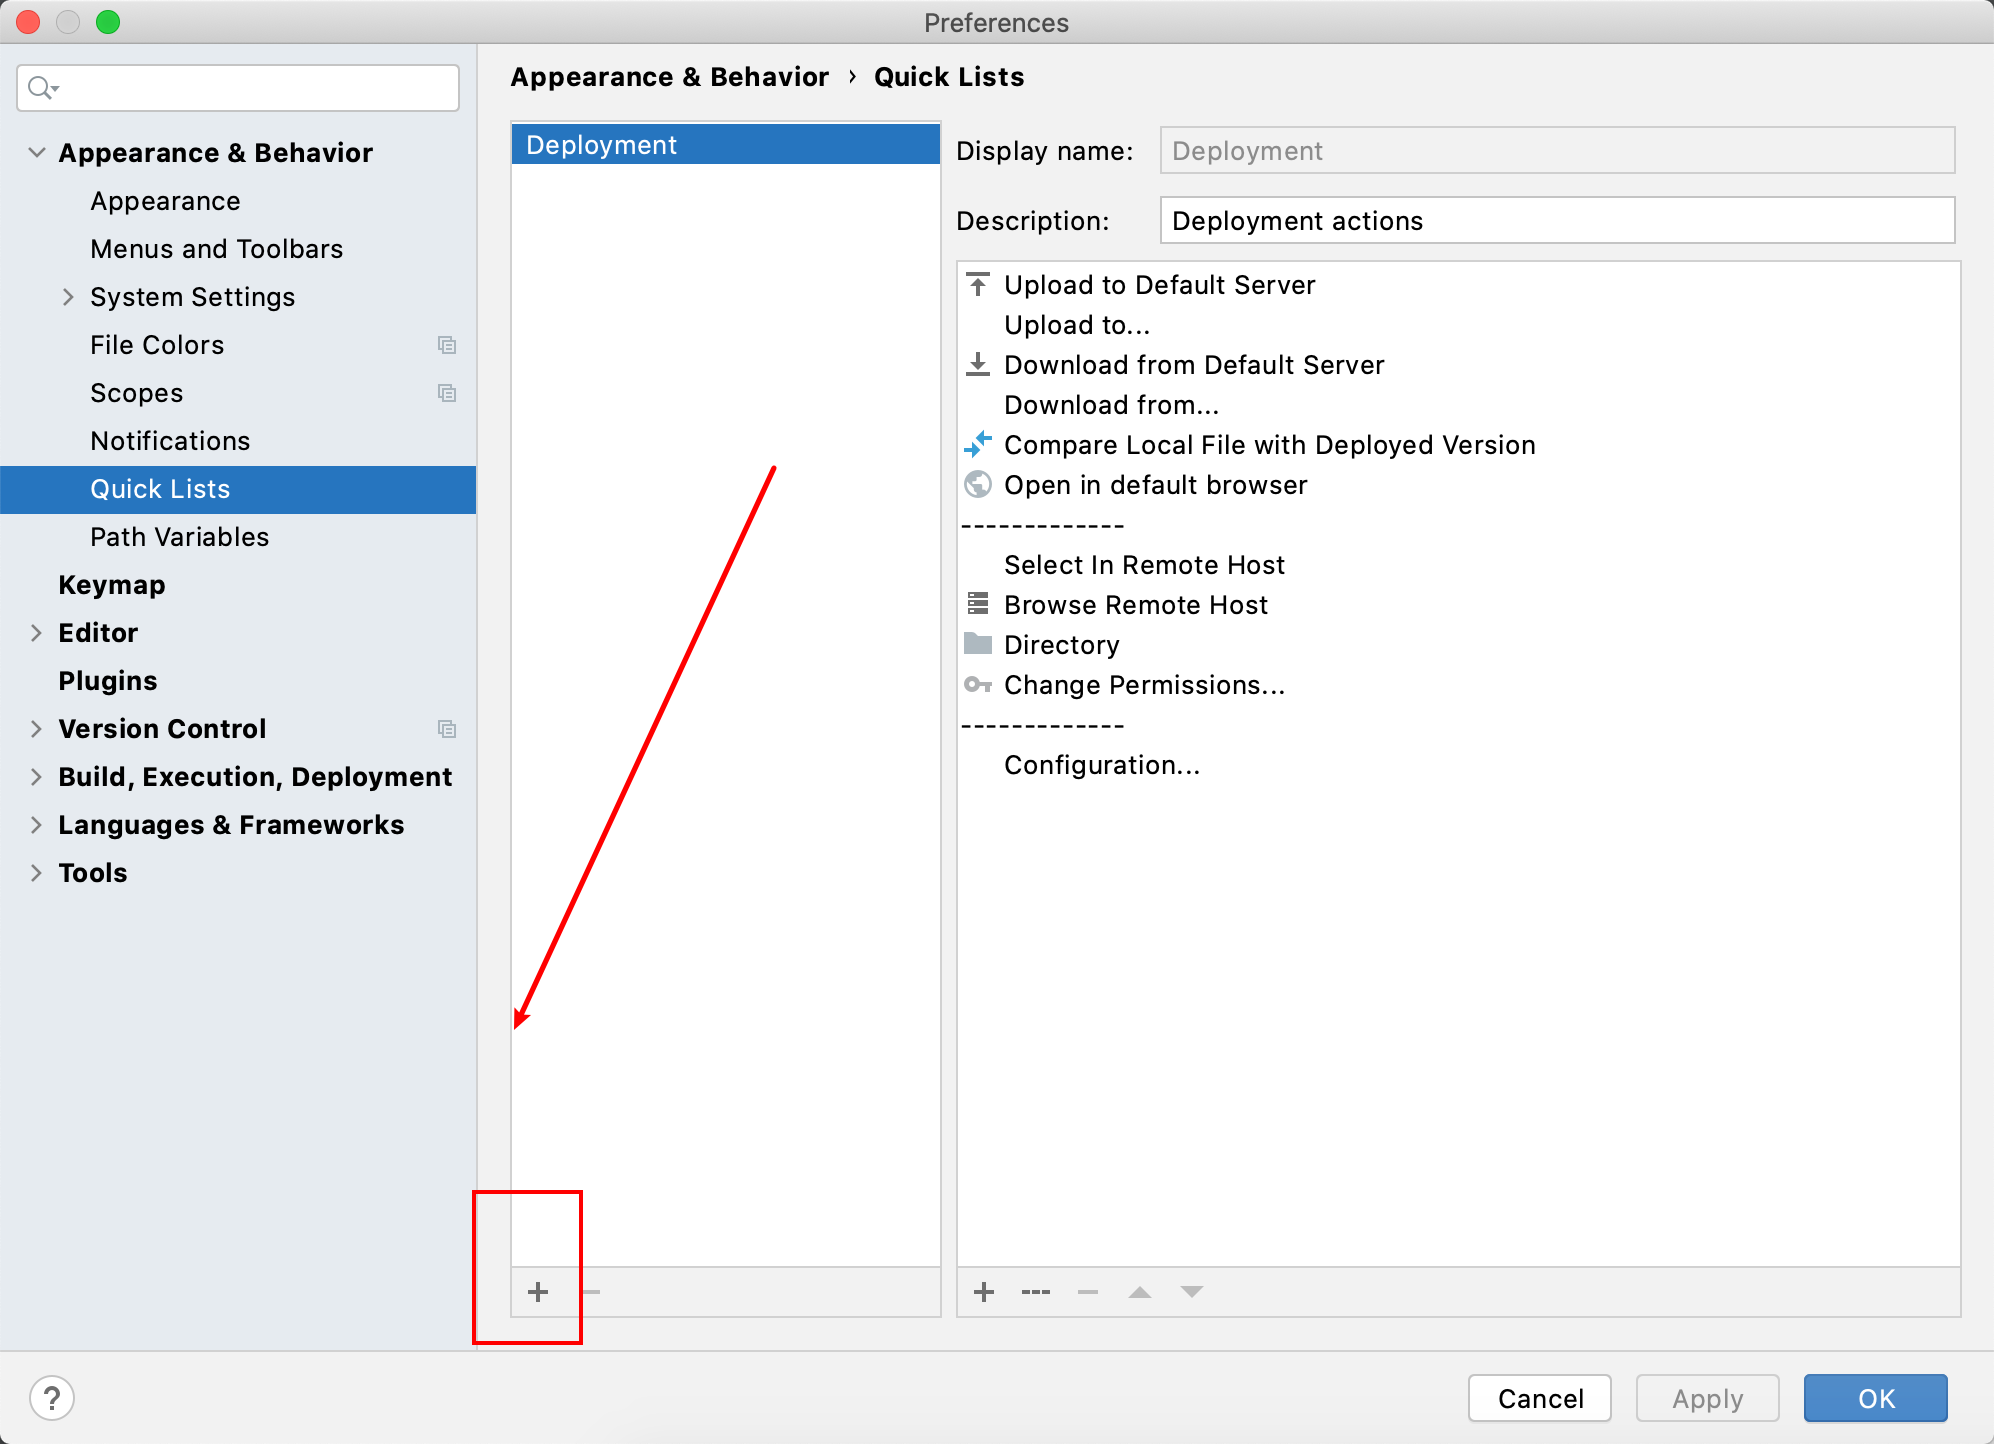 Preferences
Appearance & Behavior
Appearance
Menus and Toolbars
System Settings
File Colors
Scopes
Notifications
Quick Lists
Path Variables
Keymap
Editor
Plugins
Version Control
Build, Execution, Deployment
Languages & Frameworks
Tools
Appearance & Behavior › Quick Lists
Deployment
Display name: Deployment
Description: Deployment actions
Upload to Default Server
Upload to...
Download from Default Server
Download from...
Compare Local File with Deployed Version
Open in default browser
-------------
Select In Remote Host
Browse Remote Host
Directory
Change Permissions...
-------------
Configuration...
?
Cancel
Apply
OK